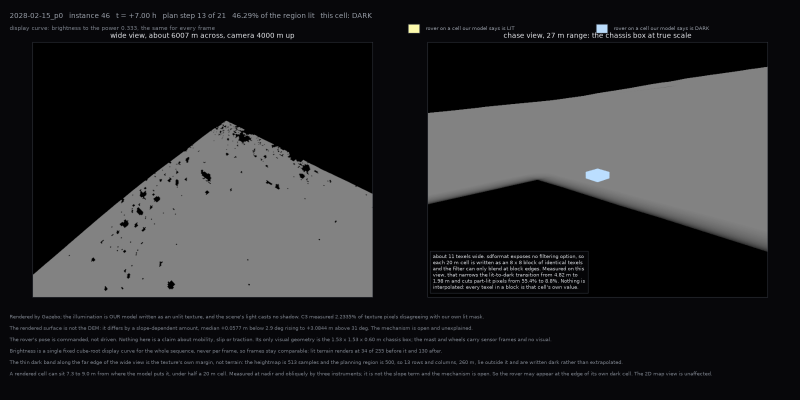 2028-02-15_p0 instance 46 t = +7.00 h plan step 13 of 21 46.29% of the region lit this cell: DARK
display curve: brightness to the power 0.333, the same for every frame
rover on a cell our model says is LIT
rover on a cell our model says is DARK
wide view, about 6007 m across, camera 4000 m up
chase view, 27 m range: the chassis box at true scale
about 11 texels wide. sdformat exposes no filtering option, so
each 20 m cell is written as an 8 x 8 block of identical texels
and the filter can only blend at block edges. Measured on this
view, that narrows the lit-to-dark transition from 4.82 m to
1.98 m and cuts part-lit pixels from 55.4% to 8.8%. Nothing is
interpolated: every texel in a block is that cell's own value.
Rendered by Gazebo; the illumination is OUR model written as an unlit texture, and the scene's light casts no shadow. C3 measured 2.2335% of texture pixels disagreeing with our own lit mask.
The rendered surface is not the DEM: it differs by a slope-dependent amount, median +0.0577 m below 2.9 deg rising to +3.0844 m above 31 deg. The mechanism is open and unexplained.
The rover's pose is commanded, not driven. Nothing here is a claim about mobility, slip or traction. Its only visual geometry is the 1.53 x 1.53 x 0.60 m chassis box; the mast and wheels carry sensor frames and no visual.
Brightness is a single fixed cube-root display curve for the whole sequence, never per frame, so frames stay comparable: lit terrain renders at 34 of 255 before it and 130 after.
The thin dark band along the far edge of the wide view is the texture's own margin, not terrain: the heightmap is 513 samples and the planning region is 500, so 13 rows and columns, 260 m, lie outside it and are written dark rather than extrapolated.
A rendered cell can sit 7.3 to 9.0 m from where the model puts it, under half a 20 m cell. Measured at nadir and obliquely by three instruments; it is not the slope term and the mechanism is open. So the rover may appear at the edge of its own dark cell. The 2D map view is unaffected.